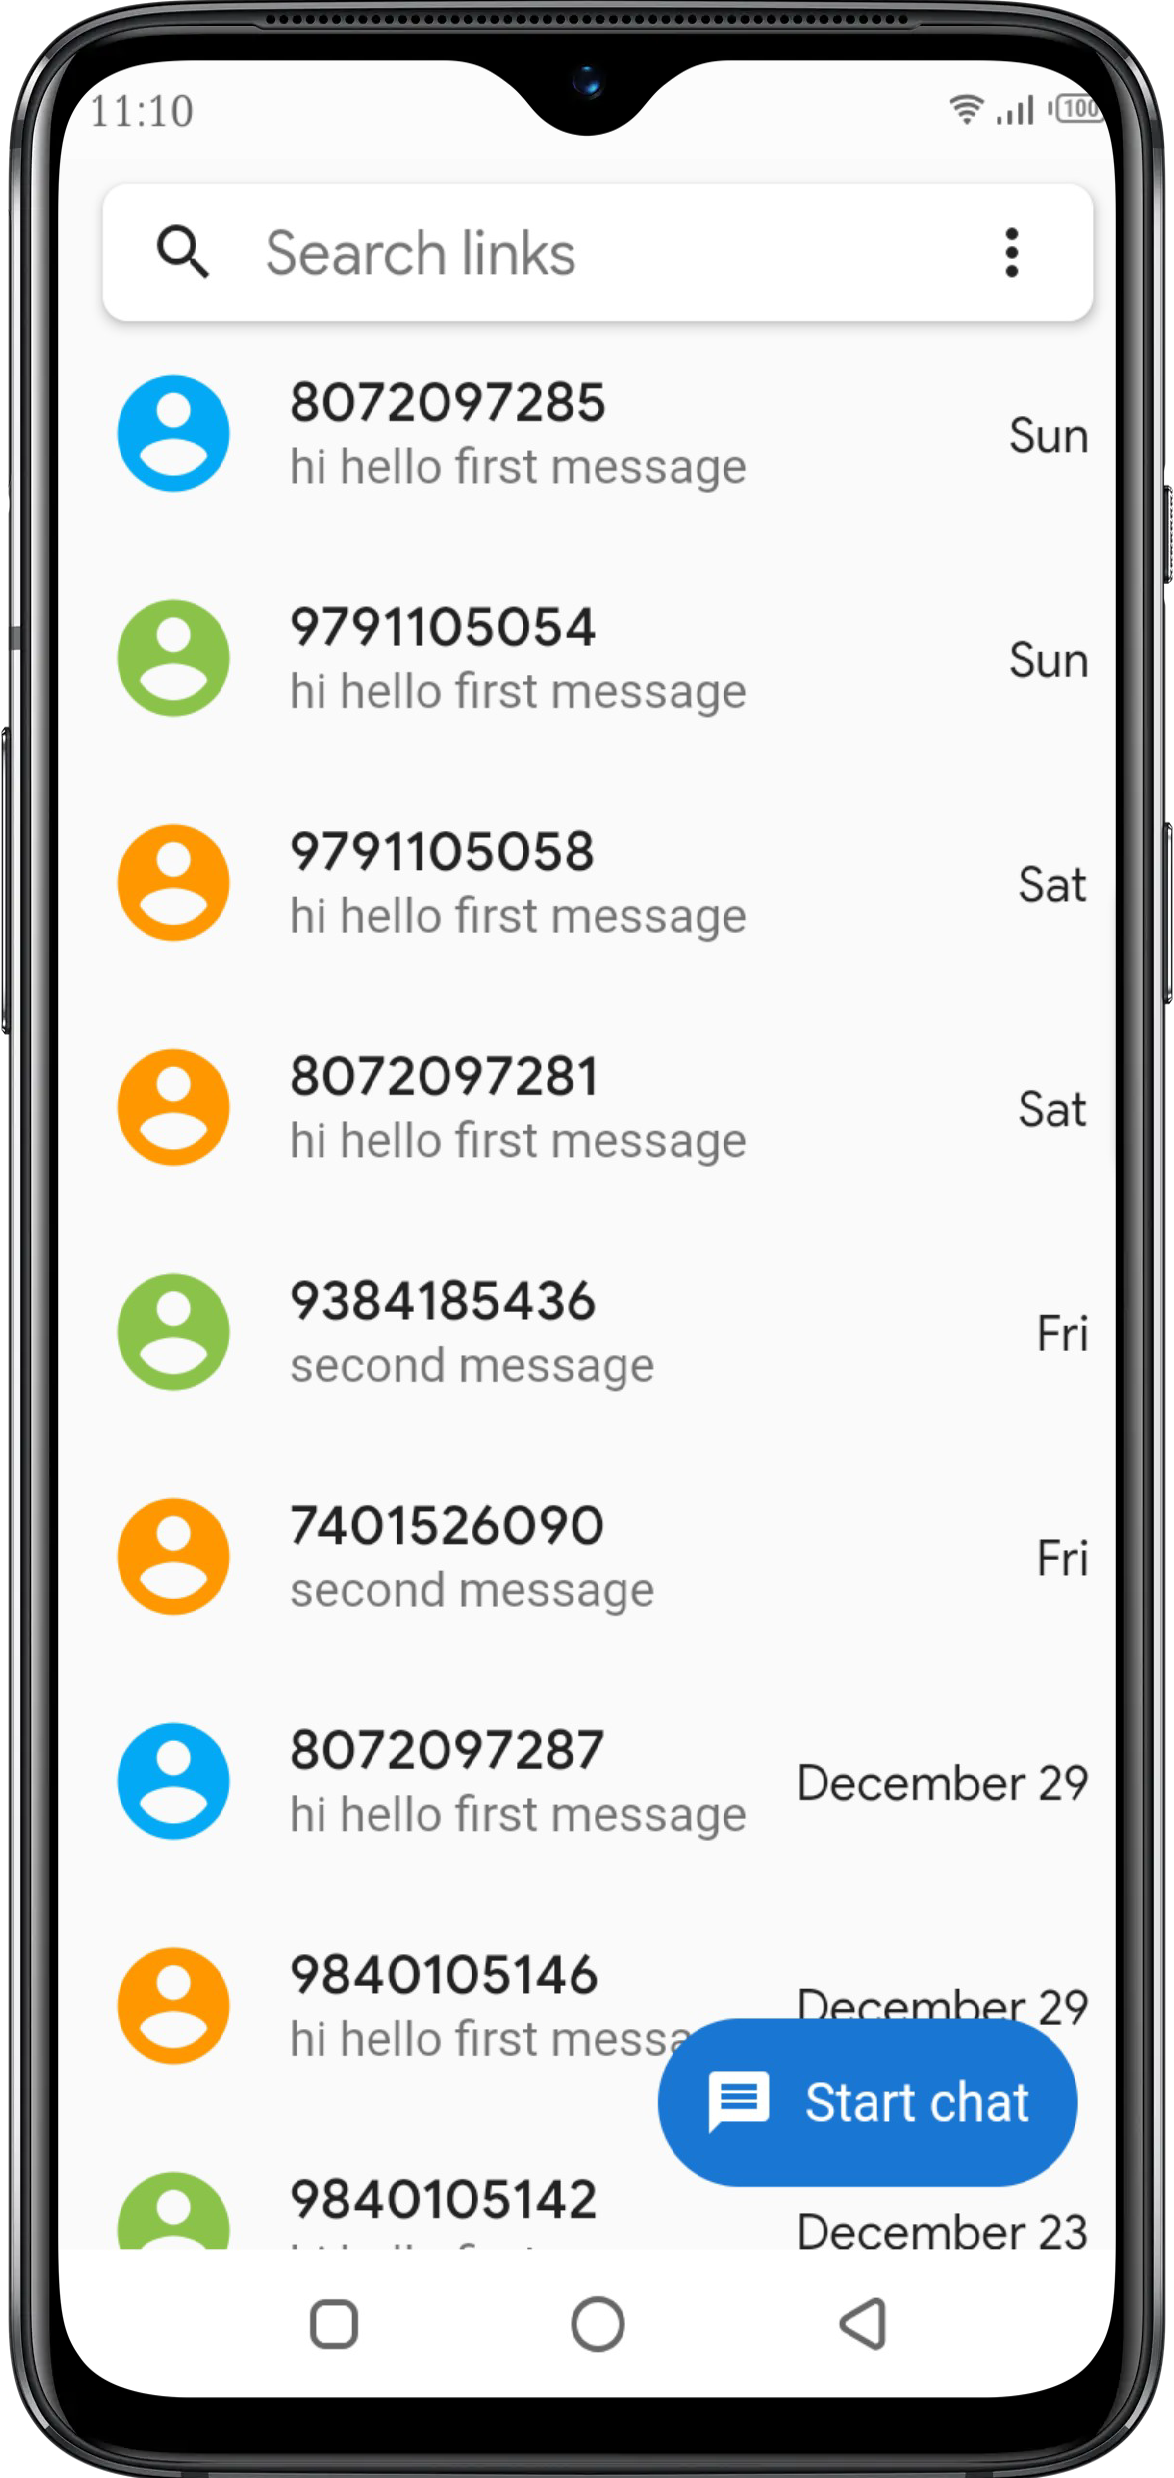 11:10
100
Search links
8072097285
hi hello first message
Sun
9791105054
hi hello first message
Sun
9791105058
hi hello first message
Sat
8072097281
hi hello first message
Sat
9384185436
second message
Fri
7401526090
second message
Fri
8072097287
hi hello first message
December 29
9840105146
hi hello first messa
December 29
Start chat
9840105142
December 23